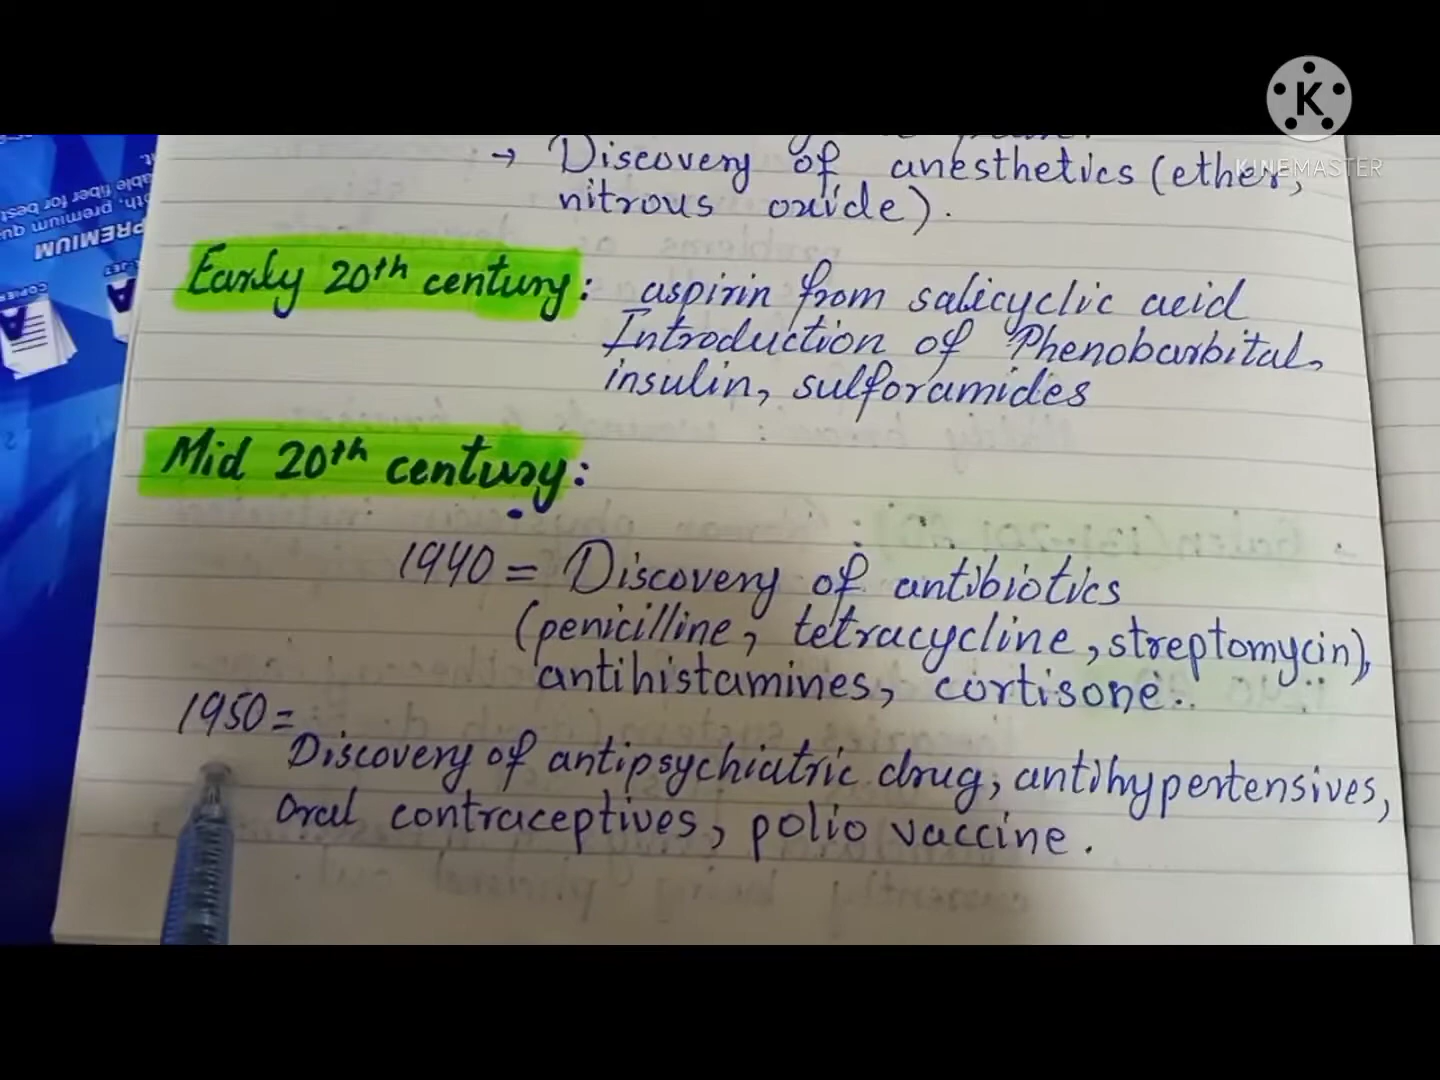 K
KINEMASTER
→ Discovery of anesthetics (ether,
nitrous oxide).
Early 20th century: aspirin from salicyclic acid
Introduction of Phenobarbital,
insulin, sulforamides
Mid 20th century:
1940 = Discovery of antibiotics
(penicilline, tetracycline, streptomycin),
antihistamines, cortisone..
1950 =
Discovery of antipsychiatric drug, antihypertensives,
oral contraceptives, polio vaccine.
PREMIUM